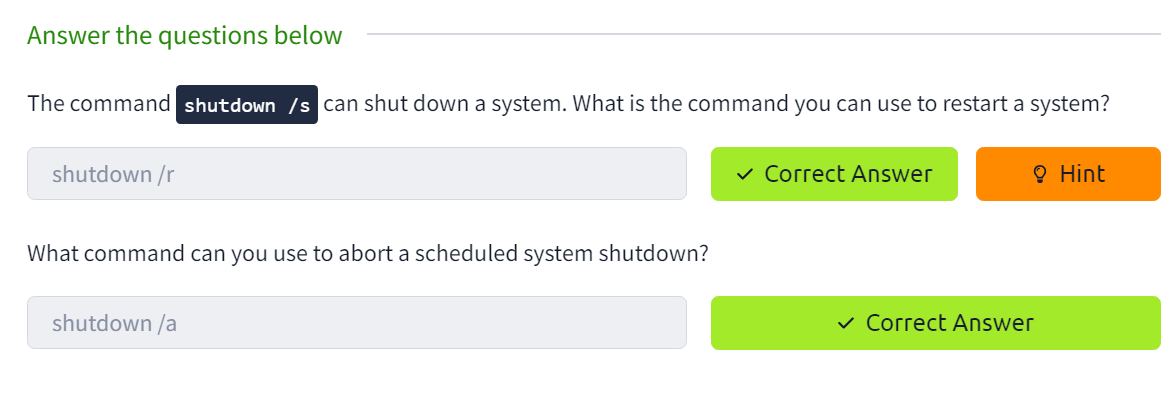 Answer the questions below
The command shutdown /s can shut down a system. What is the command you can use to restart a system?
shutdown /r
Correct Answer
Hint
What command can you use to abort a scheduled system shutdown?
shutdown /a
Correct Answer